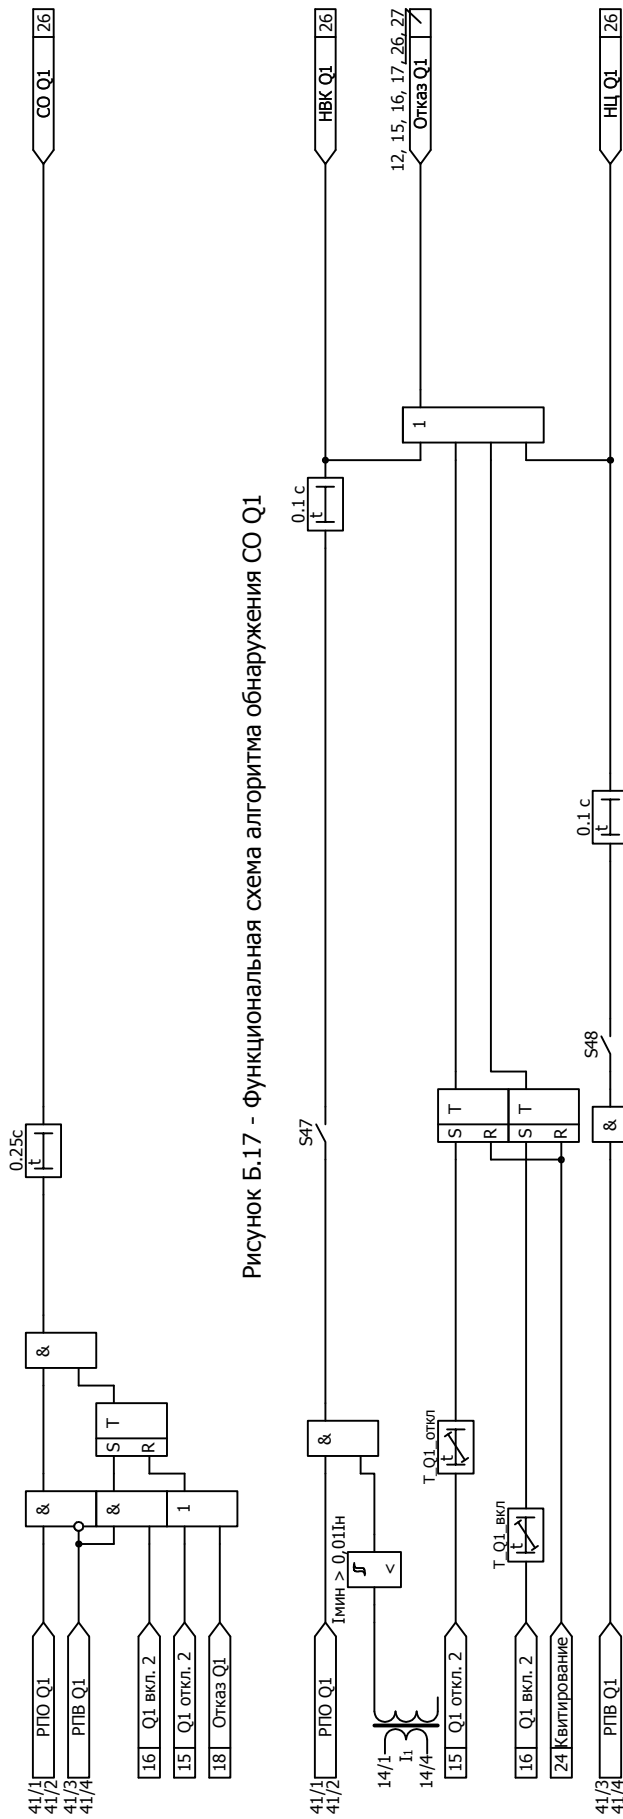 41/1
41/2
РПО Q1
41/3
41/4
РПВ Q1
16 Q1 вкл. 2
15 Q1 откл. 2
18 Отказ Q1
&
&
1
S T
R
&
0.25с
t
СО Q1 26
Рисунок Б.17 - Функциональная схема алгоритма обнаружения СО Q1
41/1
41/2
РПО Q1
Iмин > 0,01Iн
<
14/1
I₁
14/4
&
S47
0.1 с
t
НВК Q1 26
15 Q1 откл. 2
T_Q1_откл
t
16 Q1 вкл. 2
T_Q1_вкл
t
24 Квитирование
S T
R
S T
R
1
12, 15, 16, 17, 26, 27
Отказ Q1
41/3
41/4
РПВ Q1
&
S48
0.1 с
t
НЦ Q1 26